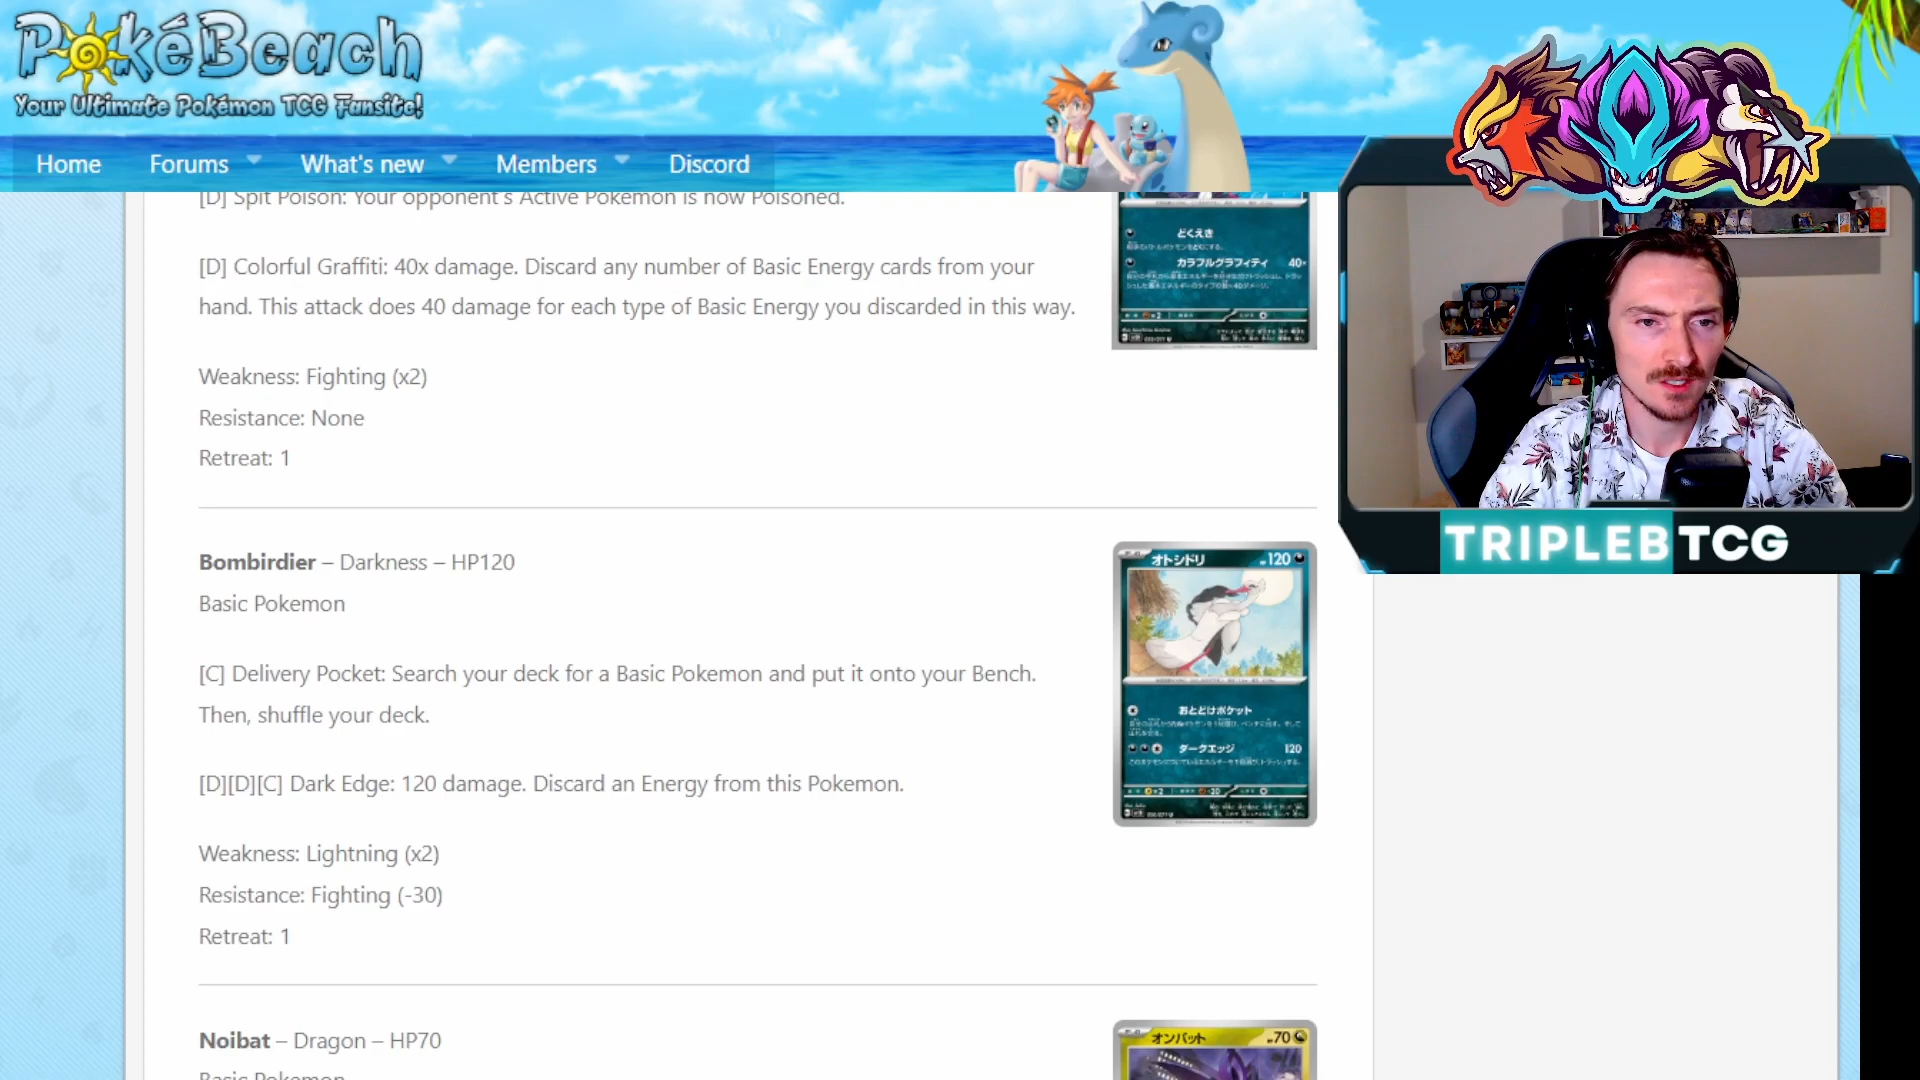 PokéBeach
Your Ultimate Pokémon TCG Fansite!
Home
Forums
What's new
Members
Discord
[D] Spit Poison: Your opponent's Active Pokemon is now Poisoned.
[D] Colorful Graffiti: 40x damage. Discard any number of Basic Energy cards from your
hand. This attack does 40 damage for each type of Basic Energy you discarded in this way.
Weakness: Fighting (x2)
Resistance: None
Retreat: 1
どくえき
カラフルグラフィティ 40×
Bombirdier – Darkness – HP120
Basic Pokemon
[C] Delivery Pocket: Search your deck for a Basic Pokemon and put it onto your Bench.
Then, shuffle your deck.
[D][D][C] Dark Edge: 120 damage. Discard an Energy from this Pokemon.
Weakness: Lightning (x2)
Resistance: Fighting (-30)
Retreat: 1
オトシドリ 120
おとどけポケット
ダークエッジ 120
Noibat – Dragon – HP70
Basic Pokemon
オンバット 70
TRIPLEB TCG